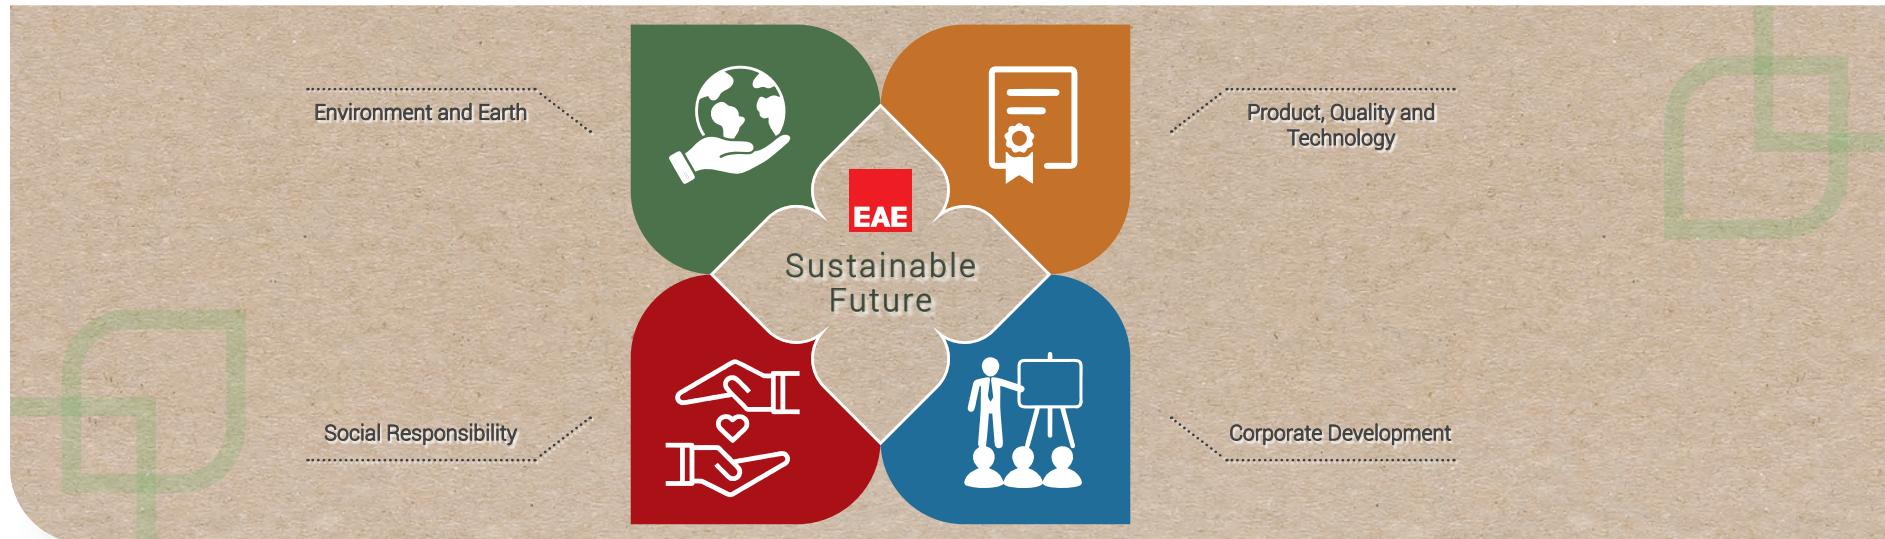 Environment and Earth
Product, Quality and
Technology
EAE
Sustainable
Future
Social Responsibility
Corporate Development